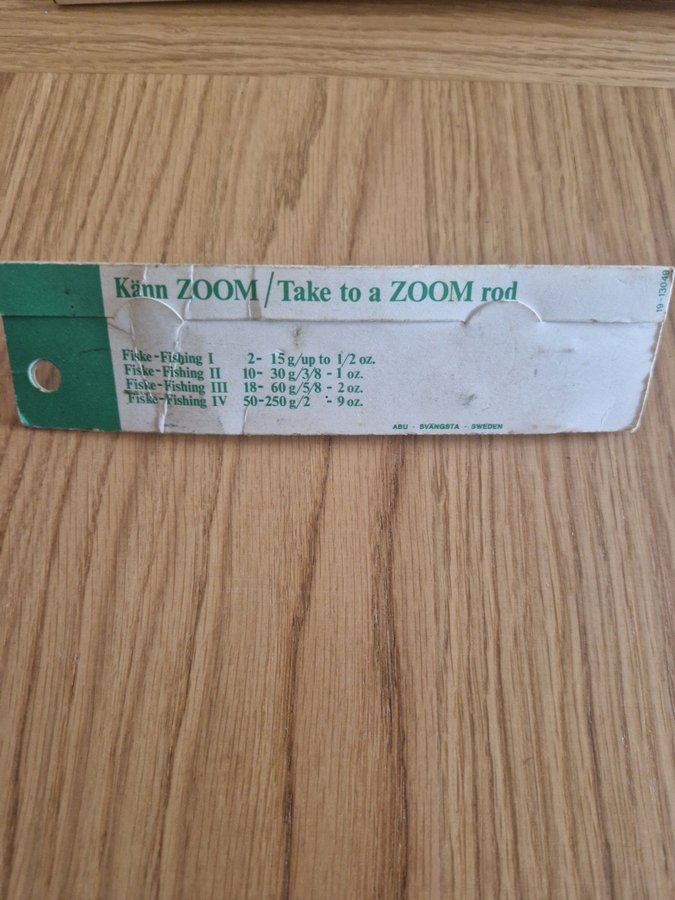 Känn ZOOM / Take to a ZOOM rod
Fiske-Fishing I 2- 15 g/up to 1/2 oz.
Fiske-Fishing II 10- 30 g/3/8 - 1 oz.
Fiske-Fishing III 18- 60 g/5/8 - 2 oz.
Fiske-Fishing IV 50-250 g/2 - 9 oz.
ABU · SVÄNGSTA · SWEDEN
19-13049